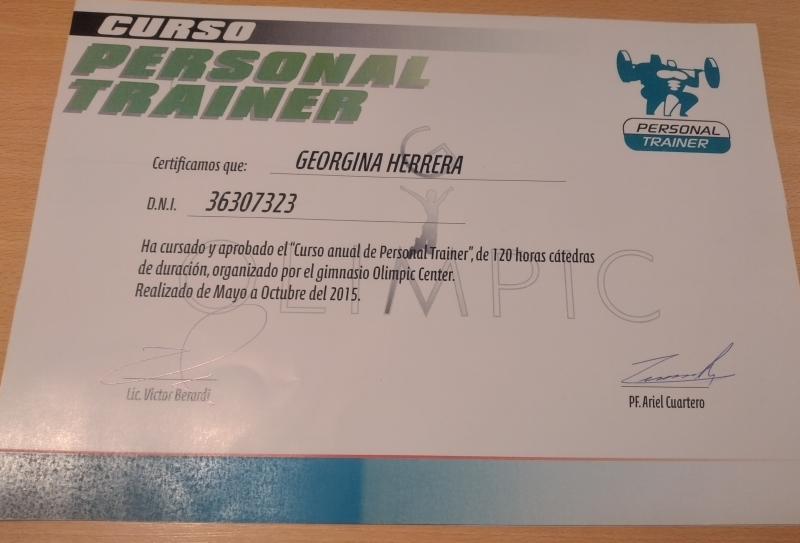 CURSO
PERSONAL
TRAINER
PERSONAL
TRAINER
Certificamos que: GEORGINA HERRERA
D.N.I. 36307323
Ha cursado y aprobado el "Curso anual de Personal Trainer", de 120 horas cátedras
de duración, organizado por el gimnasio Olimpic Center.
Realizado de Mayo a Octubre del 2015.
OLIMPIC
Lic. Victor Berardi
PF. Ariel Cuartero